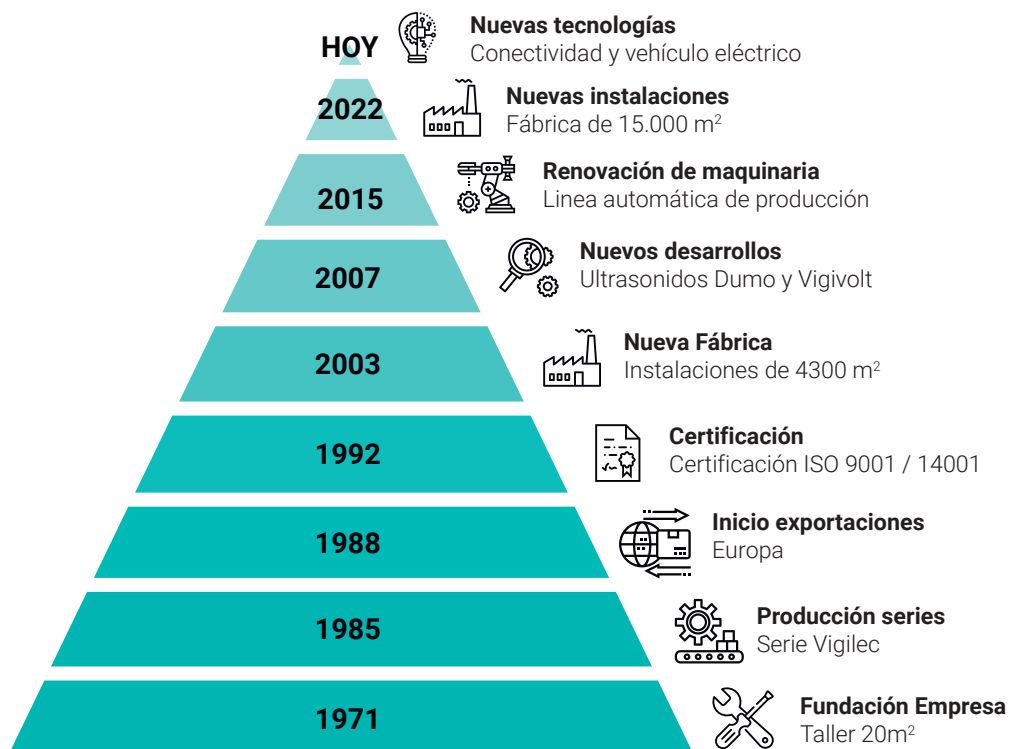 HOY
Nuevas tecnologías
Conectividad y vehículo eléctrico
2022
Nuevas instalaciones
Fábrica de 15.000 m²
2015
Renovación de maquinaria
Linea automática de producción
2007
Nuevos desarrollos
Ultrasonidos Dumo y Vigivolt
2003
Nueva Fábrica
Instalaciones de 4300 m²
1992
Certificación
Certificación ISO 9001 / 14001
1988
Inicio exportaciones
Europa
1985
Producción series
Serie Vigilec
1971
Fundación Empresa
Taller 20m²